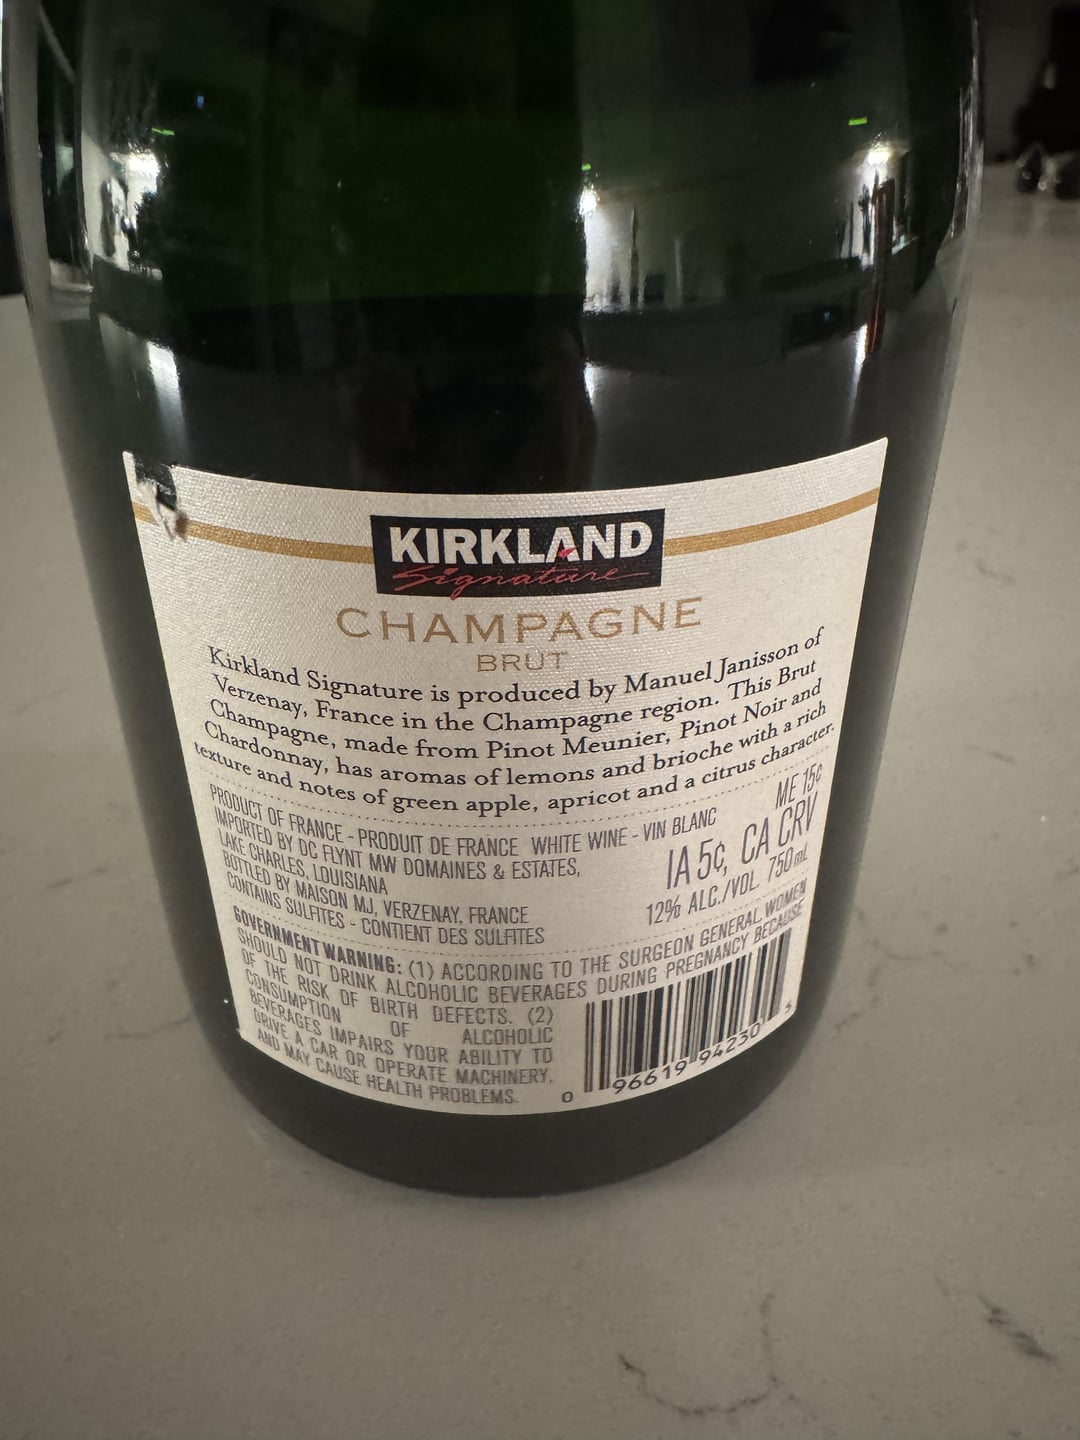 KIRKLAND
Signature
CHAMPAGNE
BRUT
Kirkland Signature is produced by Manuel Janisson of
Verzenay, France in the Champagne region. This Brut
Champagne, made from Pinot Meunier, Pinot Noir and
Chardonnay, has aromas of lemons and brioche with a rich
texture and notes of green apple, apricot and a citrus character.
PRODUCT OF FRANCE - PRODUIT DE FRANCE WHITE WINE - VIN BLANC
IMPORTED BY DC FLYNT MW DOMAINES & ESTATES,
LAKE CHARLES, LOUISIANA
BOTTLED BY MAISON MJ, VERZENAY, FRANCE
CONTAINS SULFITES - CONTIENT DES SULFITES
ME 15¢
IA 5¢, CA CRV
12% ALC./VOL. 750mL
GOVERNMENT WARNING: (1) ACCORDING TO THE SURGEON GENERAL, WOMEN
SHOULD NOT DRINK ALCOHOLIC BEVERAGES DURING PREGNANCY BECAUSE
OF THE RISK OF BIRTH DEFECTS. (2)
CONSUMPTION OF ALCOHOLIC
BEVERAGES IMPAIRS YOUR ABILITY TO
DRIVE A CAR OR OPERATE MACHINERY,
AND MAY CAUSE HEALTH PROBLEMS.
0 96619 94230 3